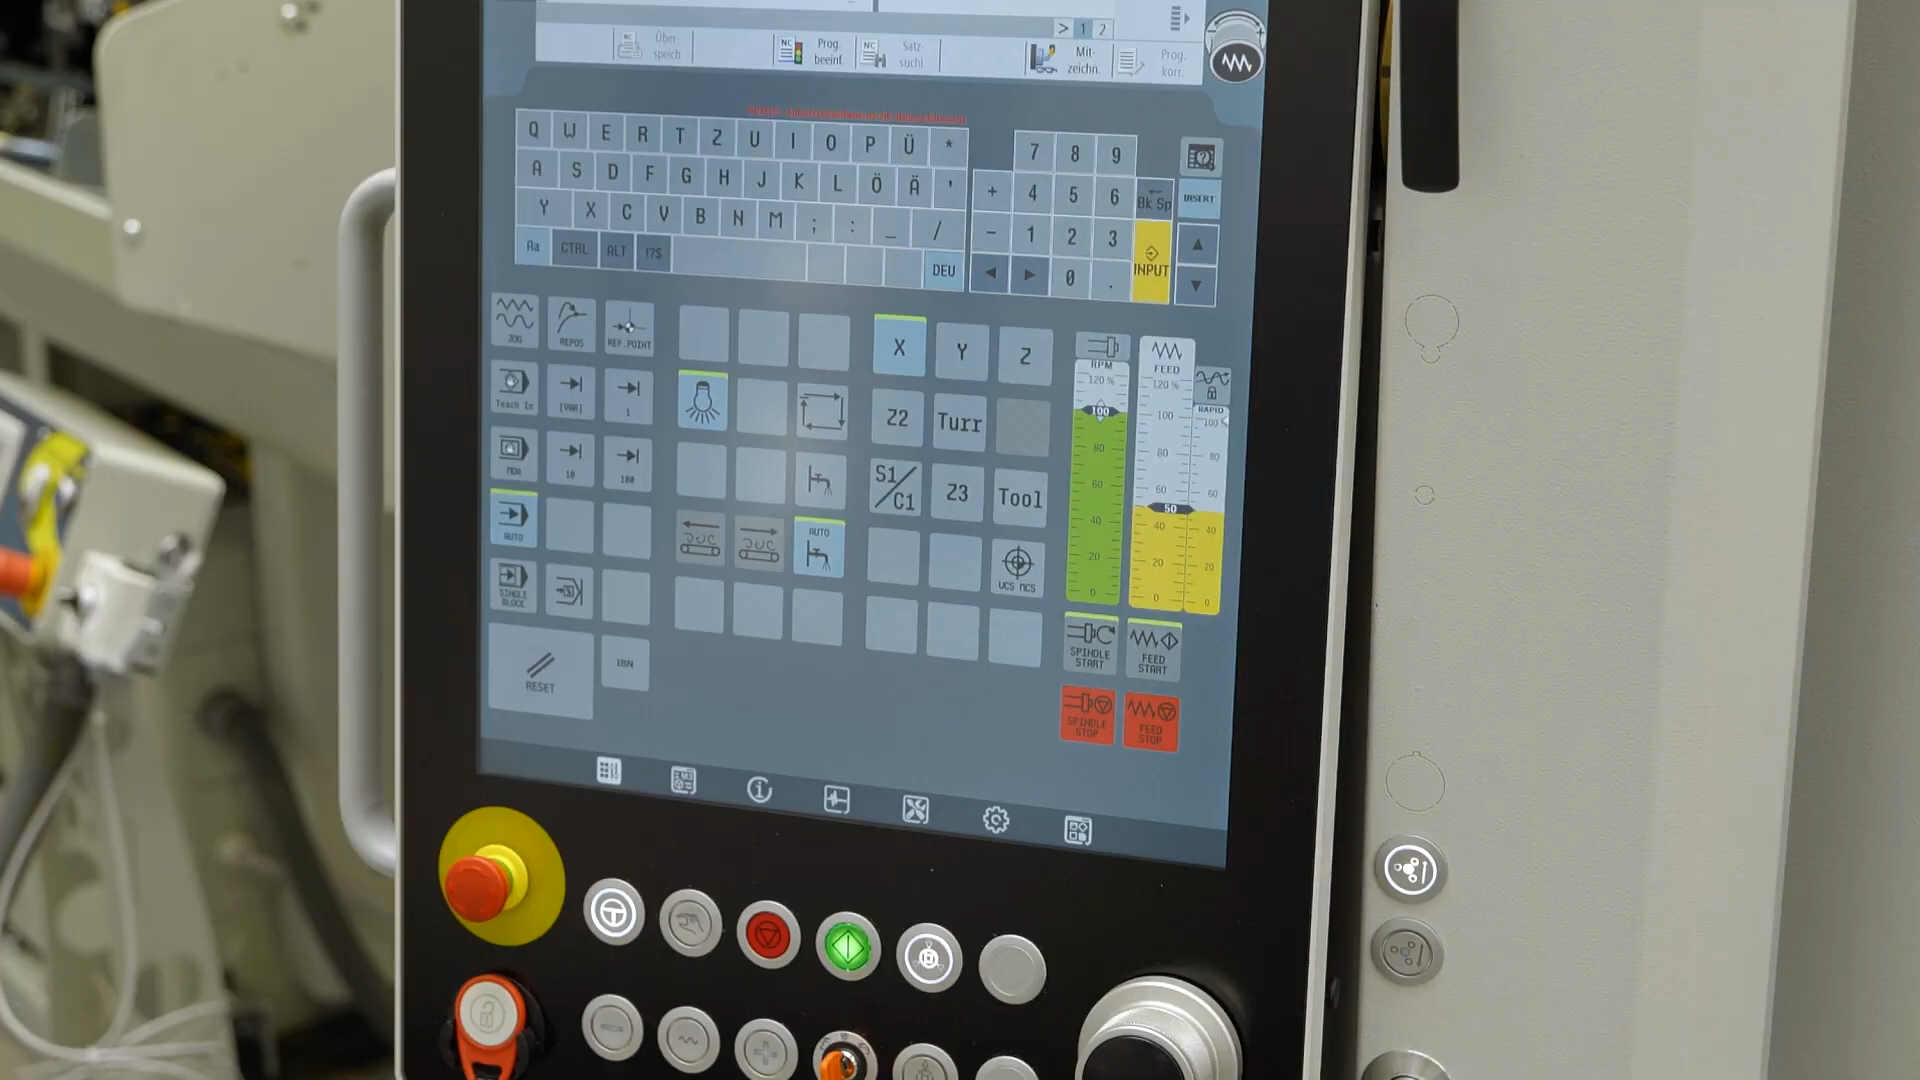 > 1 2
Über- Prog. Satz- Mit- Prog.
speich beeinf. suchl. zeichn. korr.
Q W E R T Z U I O P Ü *
A S D F G H J K L Ö Ä '
Y X C V B N M ; : _ /
Aa CTRL ALT !?$ DEU
7 8 9
+ 4 5 6 Bk Sp INSERT
- 1 2 3
0 . INPUT
JOG REPOS REF.POINT
Teach In [VAR] 1
MDA 10 100
AUTO
SINGLE
BLOCK
RESET IBN
AUTO
X Y Z
Z2 Turr
S1/C1 Z3 Tool
WCS MCS
RPM
120 %
100
80
60
40
20
0
FEED
120 %
100
80
60
50
40
20
0
RAPID
100
80
60
40
20
0
SPINDLE
START
FEED
START
SPINDLE
STOP
FEED
STOP